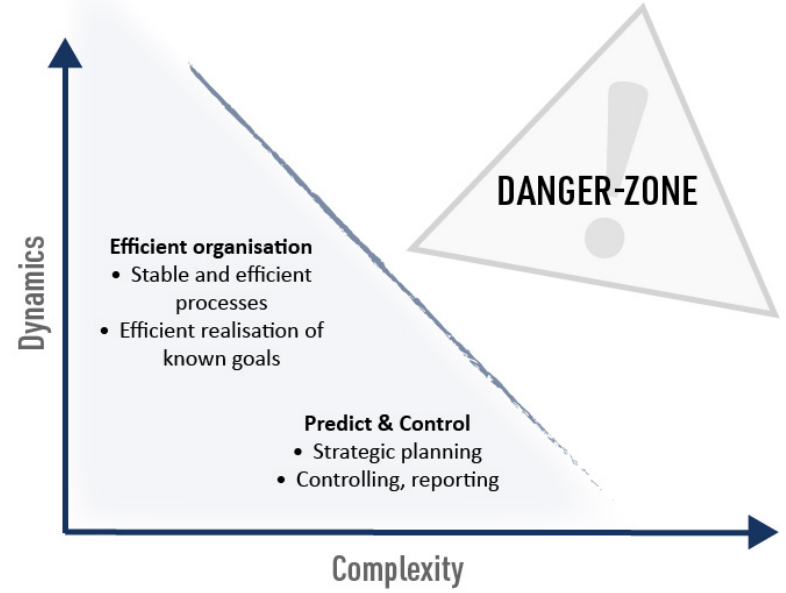 DANGER-ZONE
Dynamics
Efficient organisation
• Stable and efficient
processes
• Efficient realisation of
known goals
Predict & Control
• Strategic planning
• Controlling, reporting
Complexity